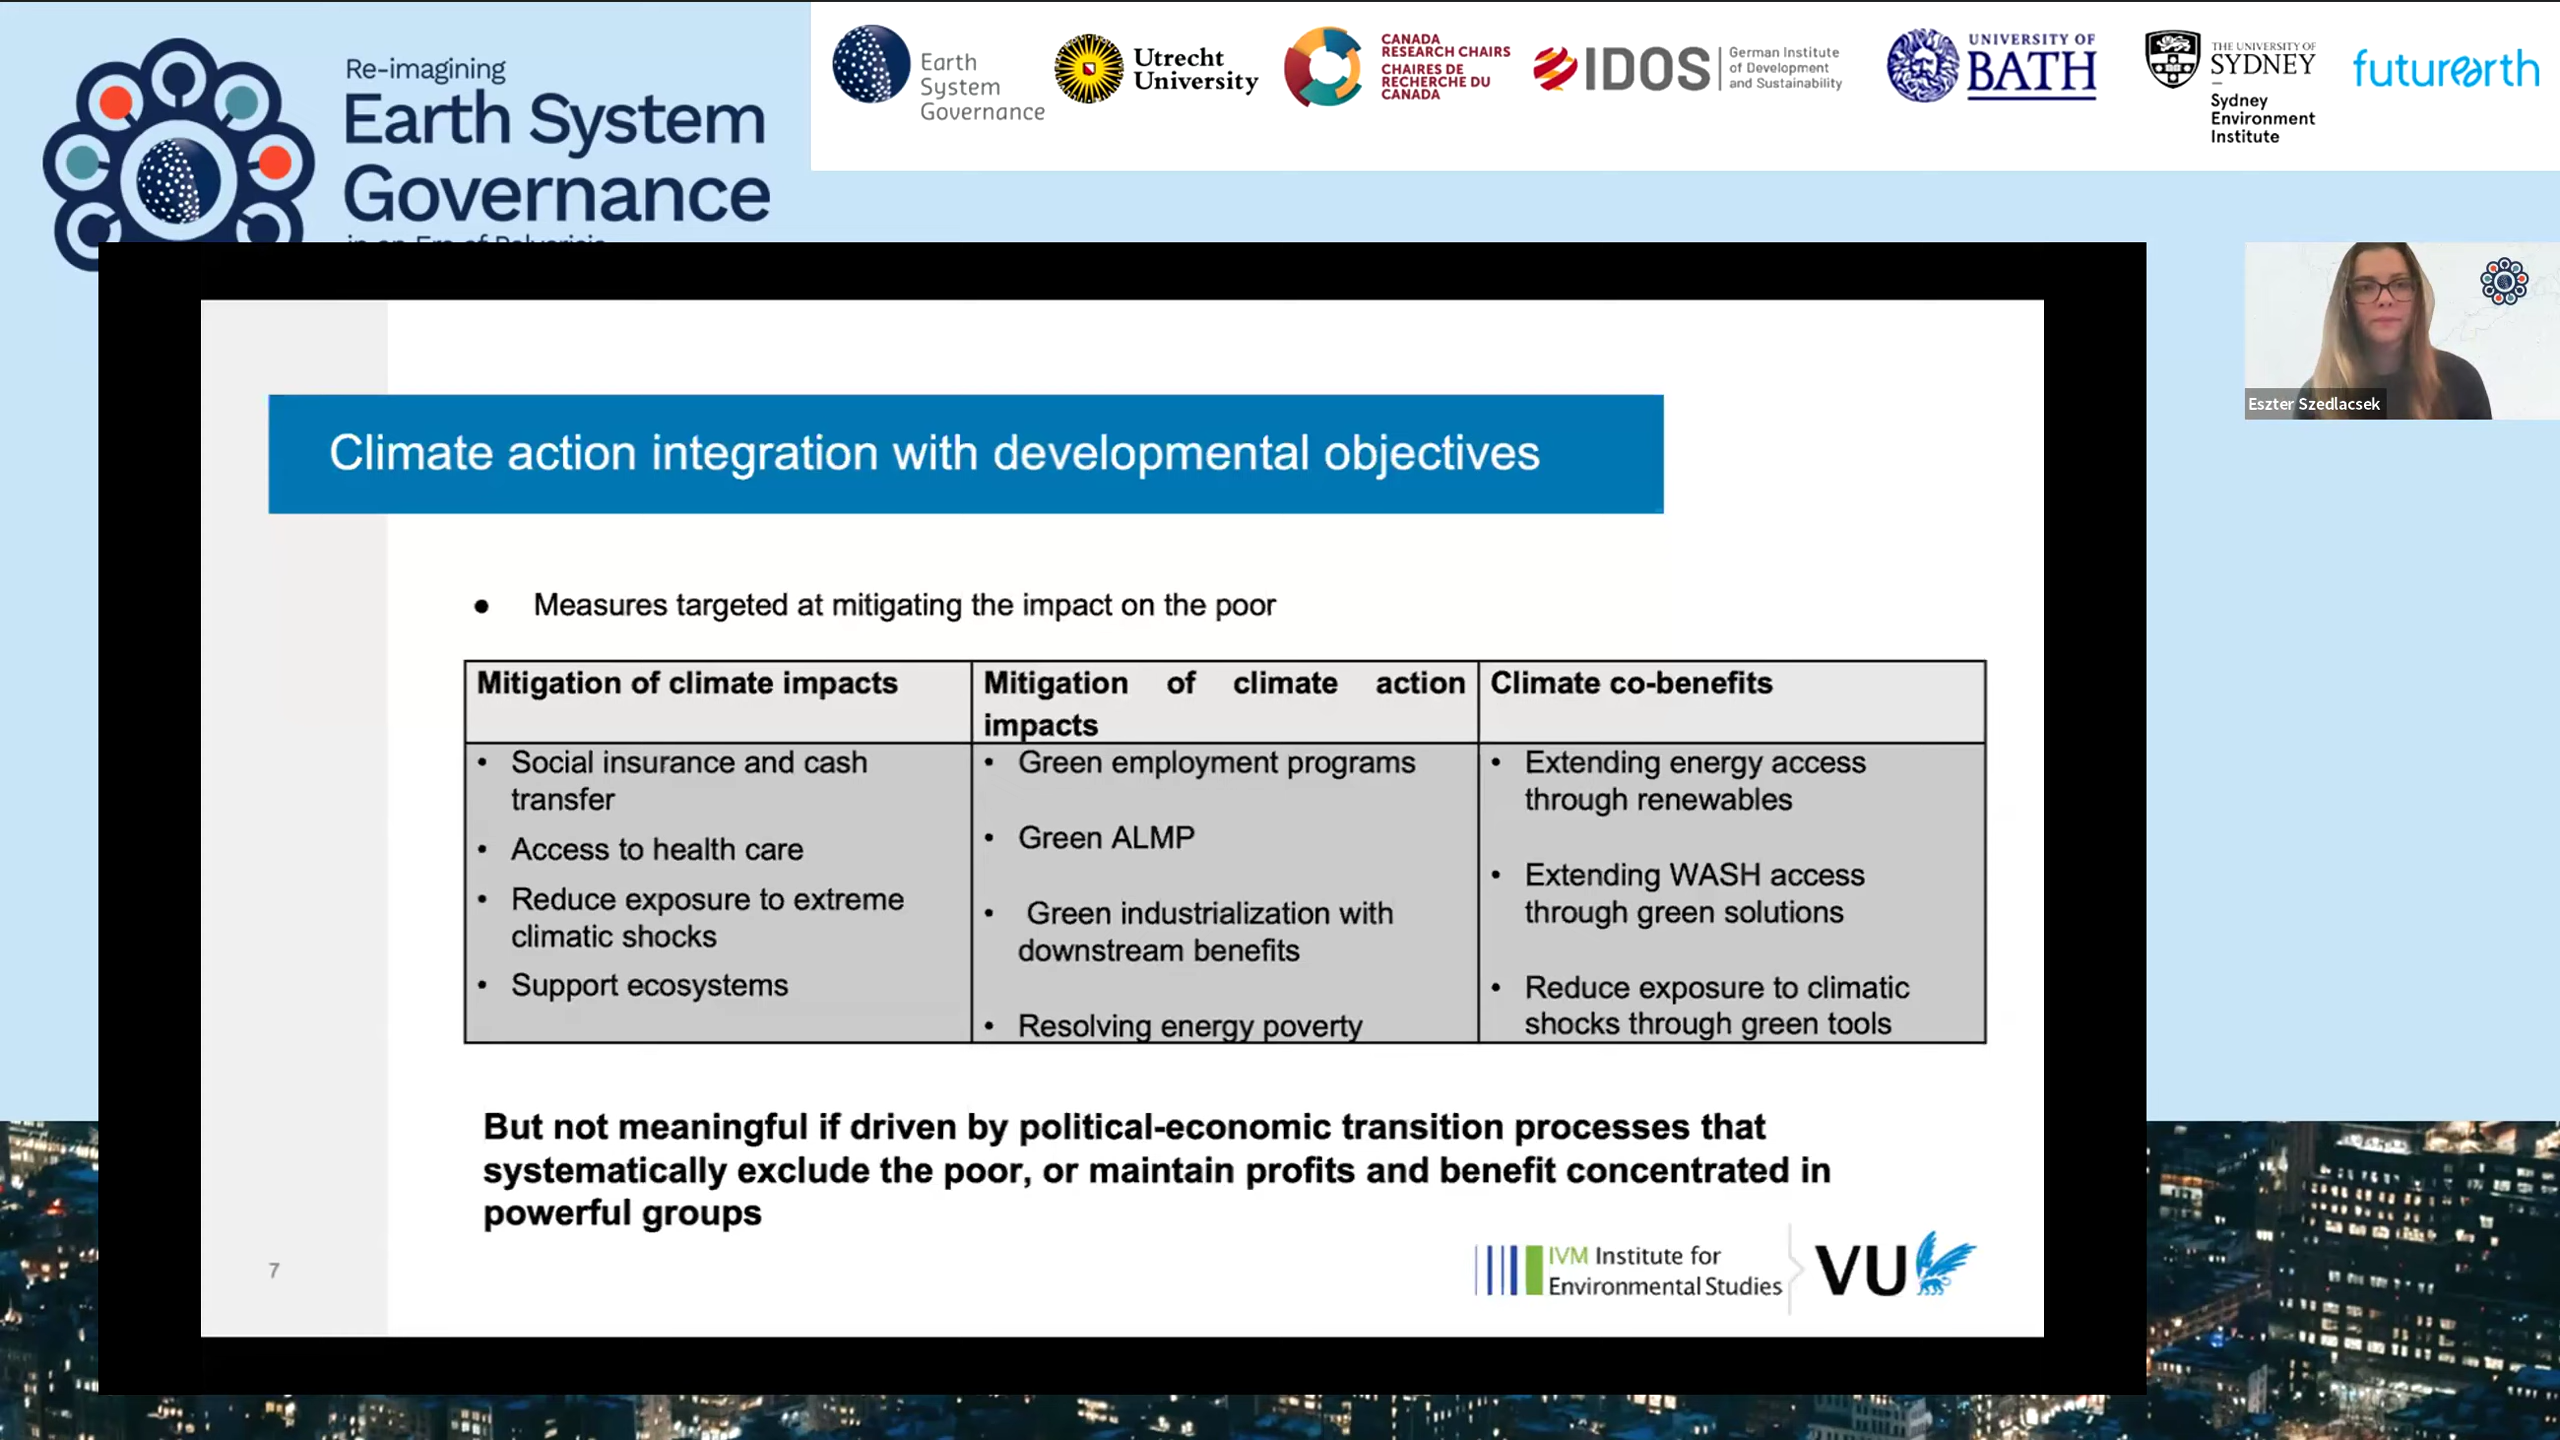 Re-imagining
Earth System
Governance
in an Era of Polycrisis
Earth
System
Governance
Utrecht
University
CANADA
RESEARCH CHAIRS
CHAIRES DE
RECHERCHE DU
CANADA
IDOS
German Institute
of Development
and Sustainability
UNIVERSITY OF
BATH
THE UNIVERSITY OF
SYDNEY
Sydney
Environment
Institute
futurearth
Eszter Szedlacsek
Climate action integration with developmental objectives
● Measures targeted at mitigating the impact on the poor
Mitigation of climate impacts
Mitigation of climate action
impacts
Climate co-benefits
• Social insurance and cash
transfer
• Access to health care
• Reduce exposure to extreme
climatic shocks
• Support ecosystems
• Green employment programs
• Green ALMP
• Green industrialization with
downstream benefits
• Resolving energy poverty
• Extending energy access
through renewables
• Extending WASH access
through green solutions
• Reduce exposure to climatic
shocks through green tools
But not meaningful if driven by political-economic transition processes that
systematically exclude the poor, or maintain profits and benefit concentrated in
powerful groups
7
IVM Institute for
Environmental Studies
VU